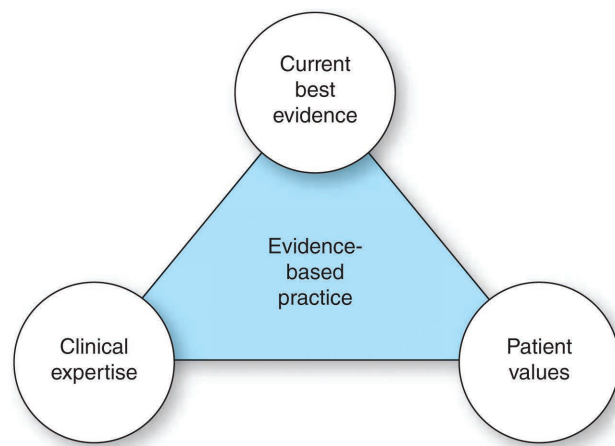 Current
best
evidence
Evidence-
based
practice
Clinical
expertise
Patient
values